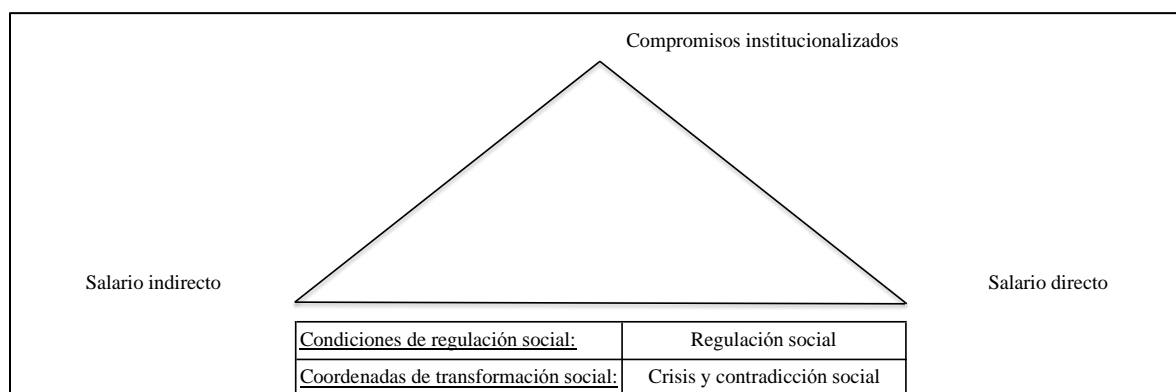 Compromisos institucionalizados
Salario indirecto
Salario directo
Condiciones de regulación social: Regulación social
Coordenadas de transformación social: Crisis y contradicción social